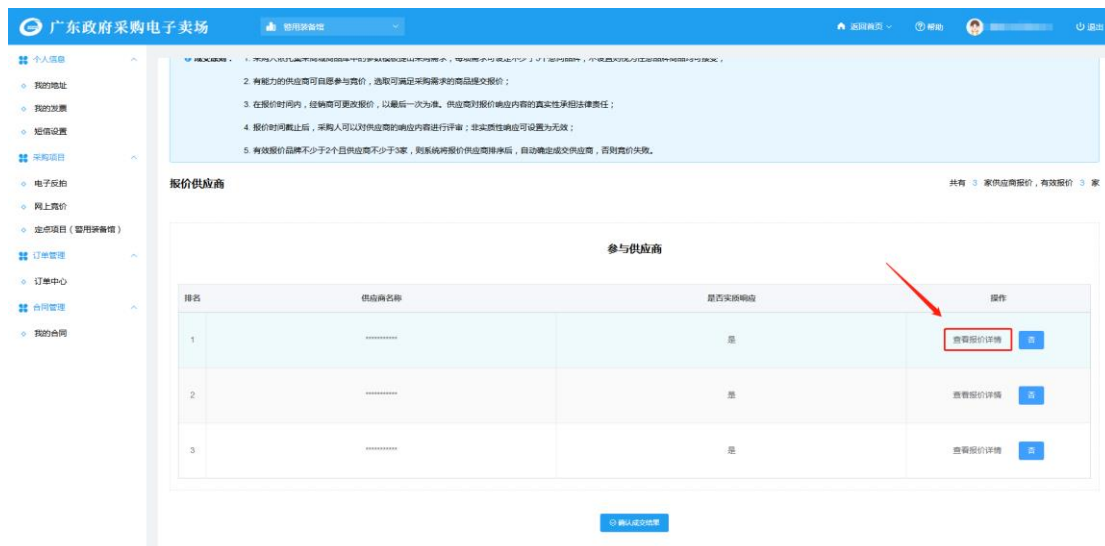 广东政府采购电子卖场
警用装备馆
返回首页
帮助
退出
个人信息
我的地址
我的发票
短信设置
采购项目
电子反拍
网上竞价
定点项目（警用装备馆）
订单管理
订单中心
合同管理
我的合同
2. 有能力的供应商可自愿参与竞价，选取可满足采购需求的商品提交报价；
3. 在报价时间内，经销商可更改报价，以最后一次为准。供应商对报价响应内容的真实性承担法律责任；
4. 报价时间截止后，采购人可以对供应商的响应内容进行评审；非实质性响应可设置为无效；
5. 有效报价品牌不少于2个且供应商不少于3家，则系统将报价供应商排序后，自动确定成交供应商，否则竞价失败。
报价供应商
共有 3 家供应商报价，有效报价 3 家
参与供应商
排名 供应商名称 是否实质响应 操作
1 *********** 是 查看报价详情 否
2 *********** 是 查看报价详情 否
3 *********** 是 查看报价详情 否
确认成交结果